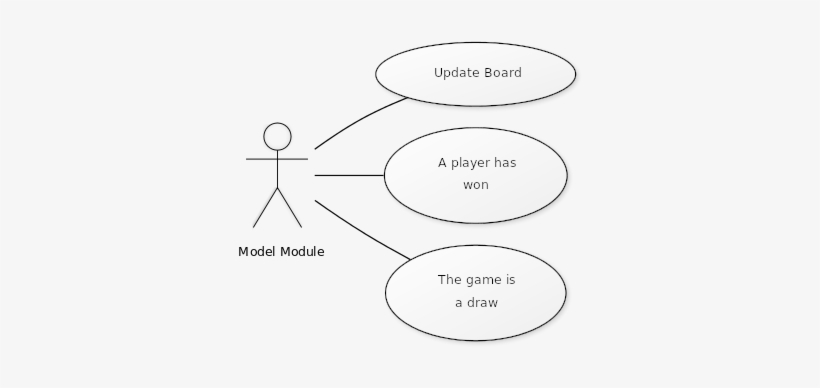 Update Board
A player has
won
Model Module
The game is
a draw